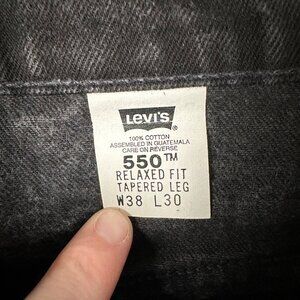 LEVI'S®
100% COTTON
ASSEMBLED IN GUATEMALA
CARE ON REVERSE
550™
RELAXED FIT
TAPERED LEG
W38 L30